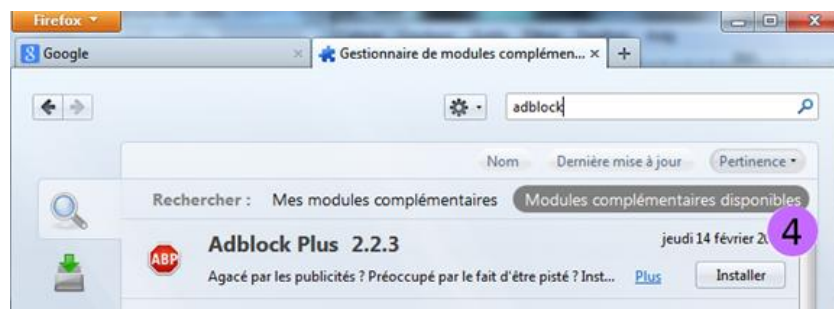 Firefox
Google
Gestionnaire de modules complémen...
adblock
Nom Dernière mise à jour Pertinence
Rechercher : Mes modules complémentaires Modules complémentaires disponibles
4
ABP
Adblock Plus 2.2.3 jeudi 14 février
Agacé par les publicités ? Préoccupé par le fait d'être pisté ? Inst... Plus Installer